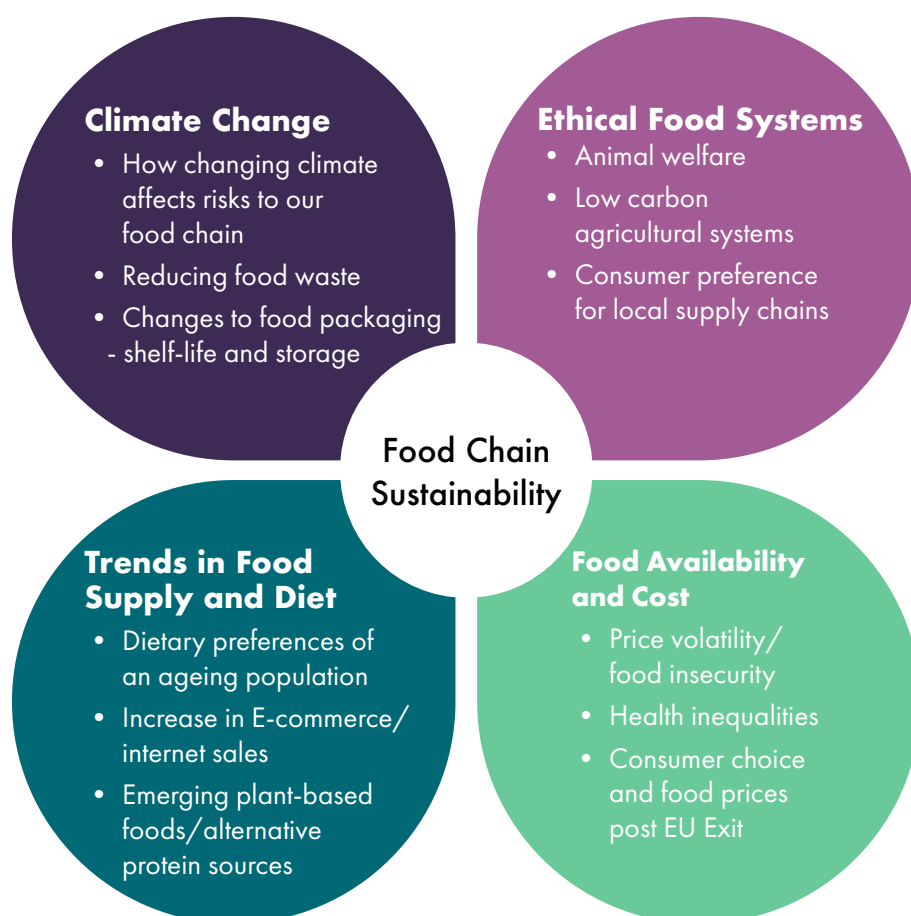 Climate Change
• How changing climate
affects risks to our
food chain
• Reducing food waste
• Changes to food packaging
- shelf-life and storage
Ethical Food Systems
• Animal welfare
• Low carbon
agricultural systems
• Consumer preference
for local supply chains
Food Chain
Sustainability
Trends in Food
Supply and Diet
• Dietary preferences of
an ageing population
• Increase in E-commerce/
internet sales
• Emerging plant-based
foods/alternative
protein sources
Food Availability
and Cost
• Price volatility/
food insecurity
• Health inequalities
• Consumer choice
and food prices
post EU Exit